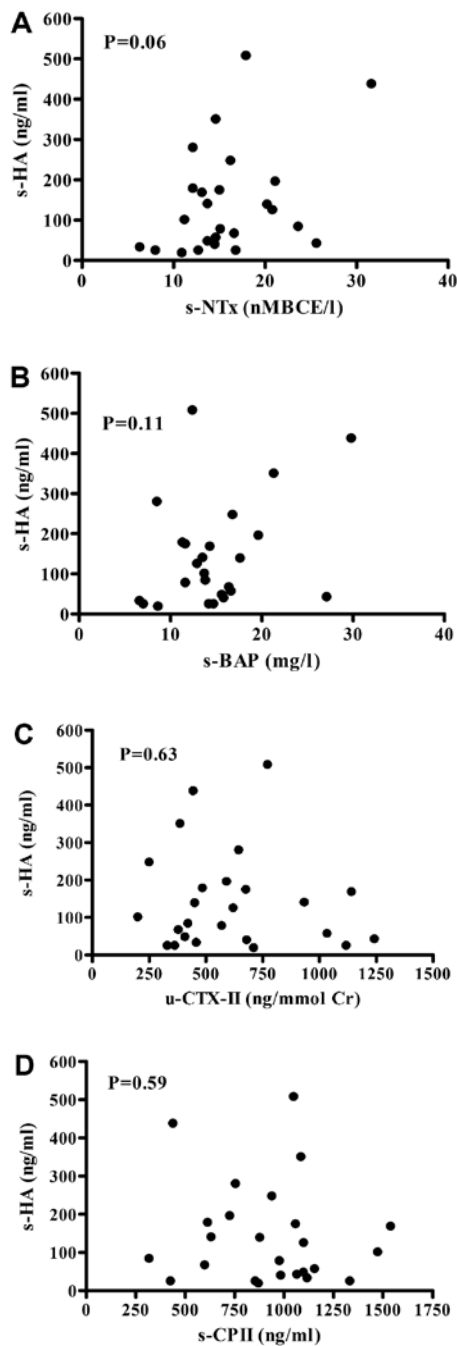 A
P=0.06
s-HA (ng/ml)
600
500
400
300
200
100
0
0 10 20 30 40
s-NTx (nMBCE/l)
B
P=0.11
s-HA (ng/ml)
600
500
400
300
200
100
0
0 10 20 30 40
s-BAP (mg/l)
C
P=0.63
s-HA (ng/ml)
600
500
400
300
200
100
0
0 250 500 750 1000 1250 1500
u-CTX-II (ng/mmol Cr)
D
P=0.59
s-HA (ng/ml)
600
500
400
300
200
100
0
0 250 500 750 1000 1250 1500 1750
s-CPII (ng/ml)